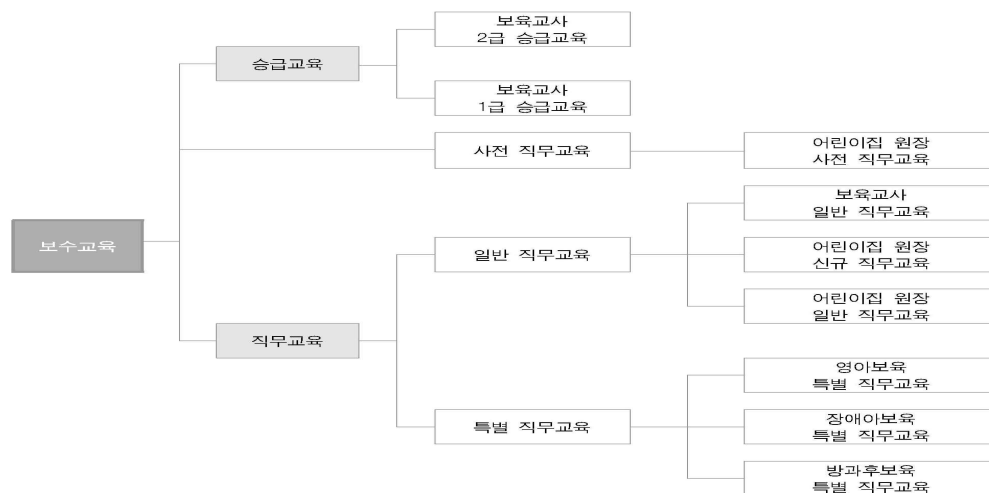 보육교사
2급 승급교육
승급교육
보육교사
1급 승급교육
사전 직무교육
어린이집 원장
사전 직무교육
보육교사
일반 직무교육
보수교육
일반 직무교육
어린이집 원장
신규 직무교육
어린이집 원장
일반 직무교육
직무교육
영아보육
특별 직무교육
특별 직무교육
장애아보육
특별 직무교육
방과후보육
특별 직무교육